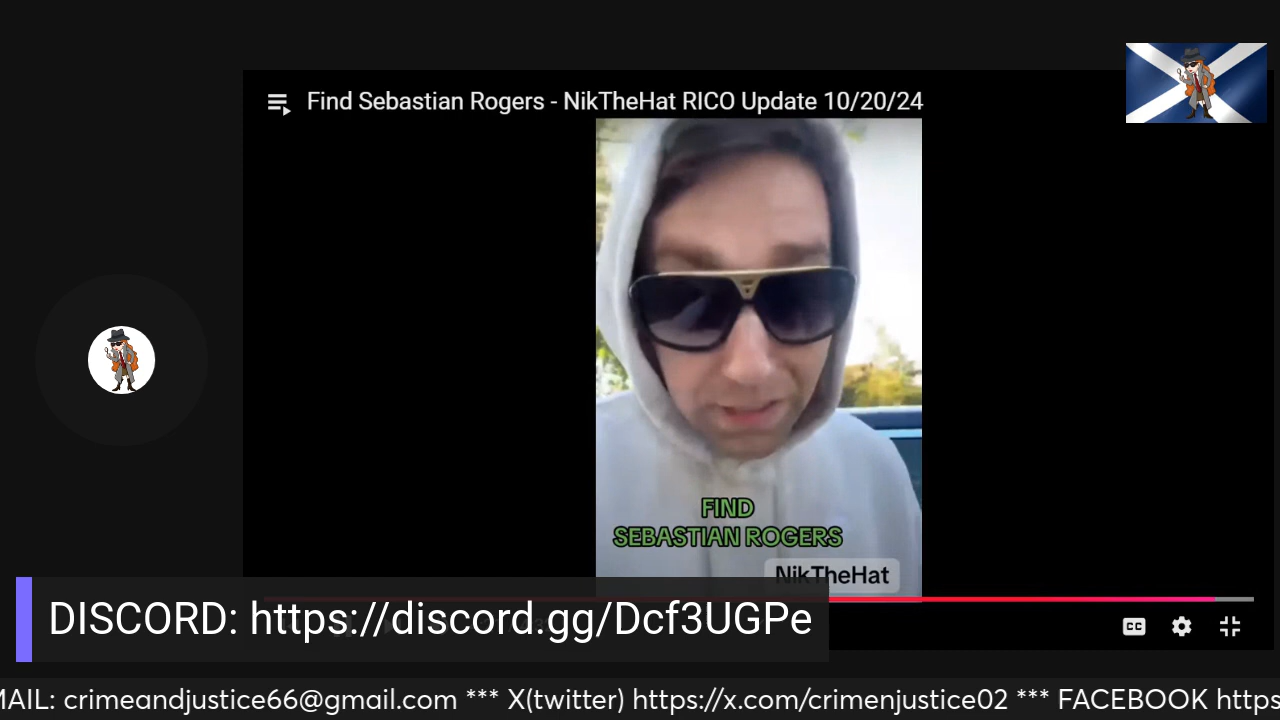 Find Sebastian Rogers - NikTheHat RICO Update 10/20/24
FIND
SEBASTIAN ROGERS
NikTheHat
CC
DISCORD: https://discord.gg/Dcf3UGPe
MAIL: crimeandjustice66@gmail.com *** X(twitter) https://x.com/crimenjustice02 *** FACEBOOK https